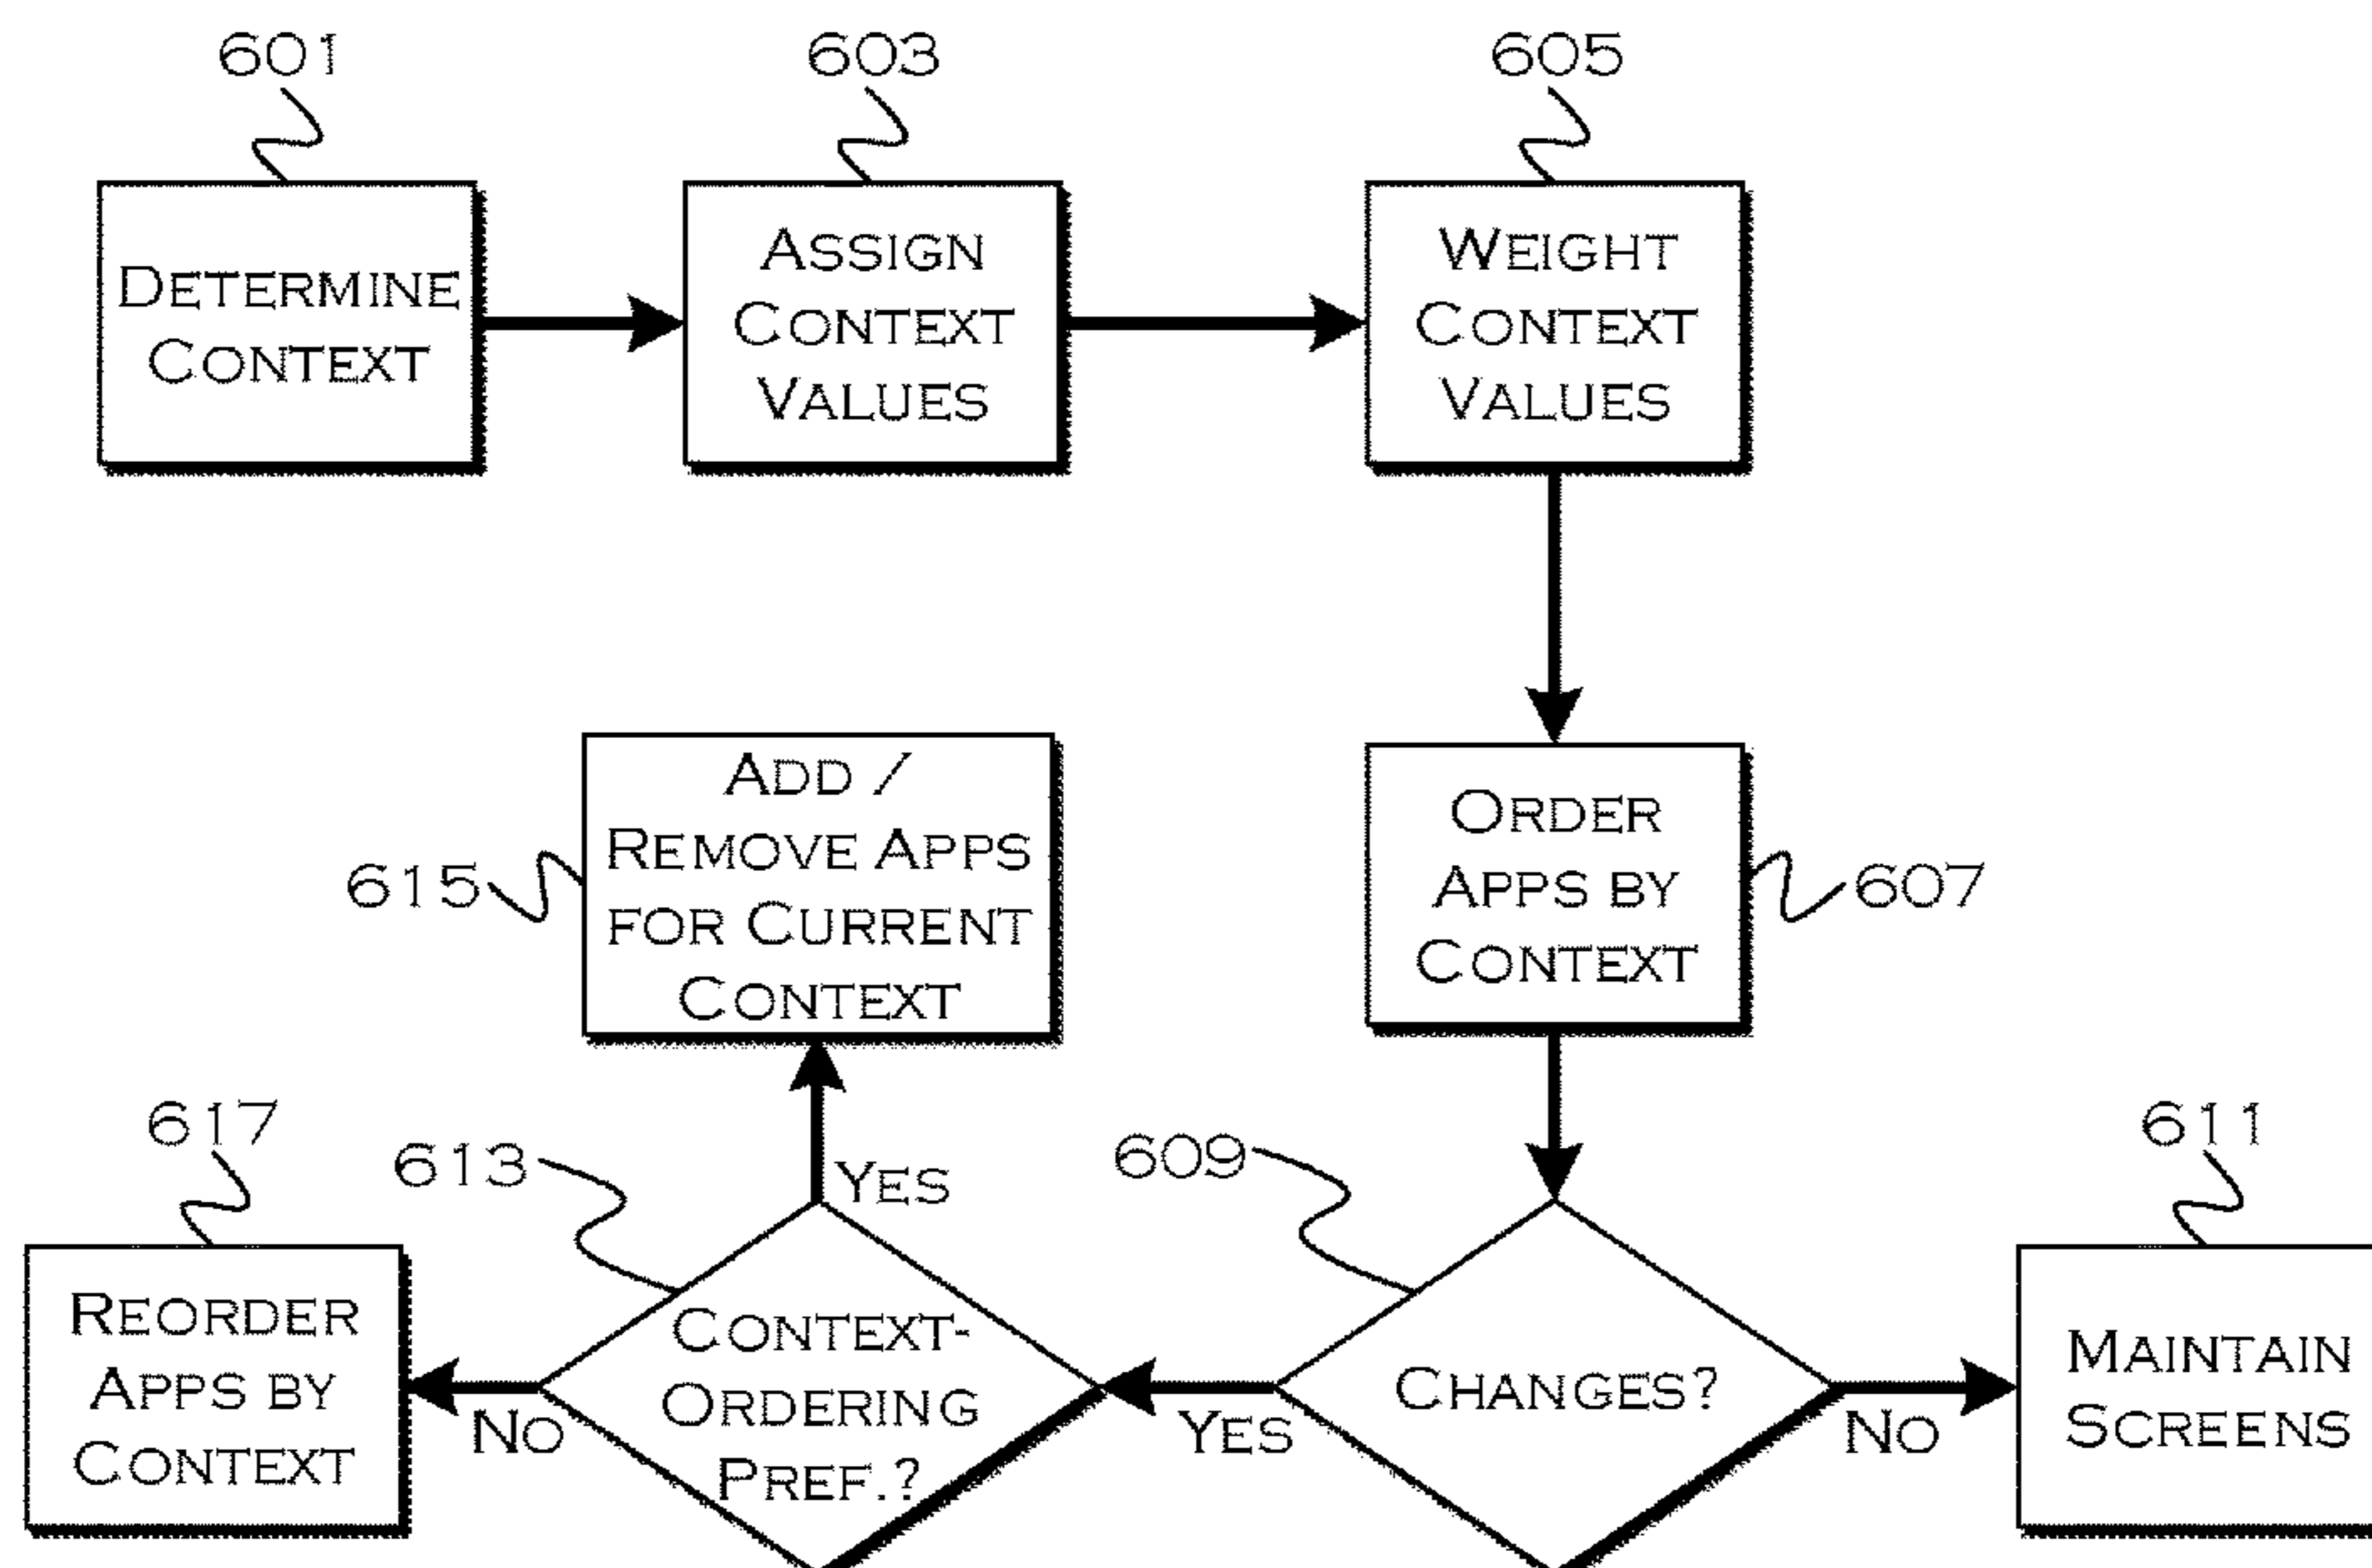 601
603
605
DETERMINE
CONTEXT
ASSIGN
CONTEXT
VALUES
WEIGHT
CONTEXT
VALUES
ADD /
REMOVE APPS
FOR CURRENT
CONTEXT
615
ORDER
APPS BY
CONTEXT
607
617
613
YES
609
611
REORDER
APPS BY
CONTEXT
NO
CONTEXT-
ORDERING
PREF.?
YES
CHANGES?
NO
MAINTAIN
SCREENS